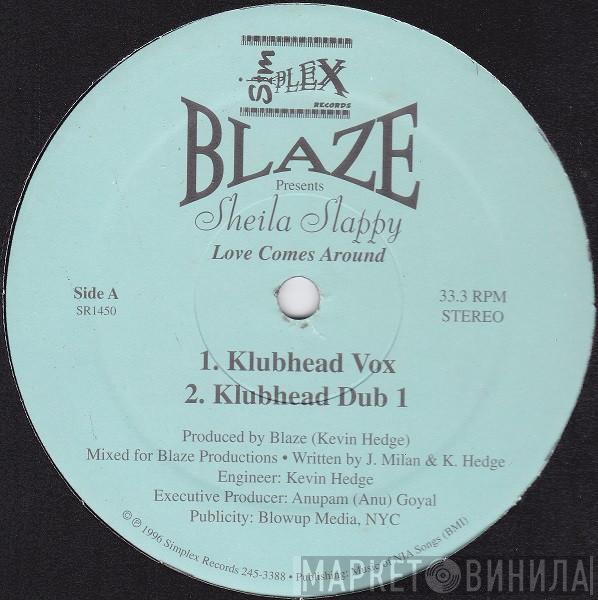 Sim
PLEX
RECORDS
BLAZE
Presents
Sheila Slappy
Love Comes Around
Side A
SR1450
33.3 RPM
STEREO
1. Klubhead Vox
2. Klubhead Dub 1
Produced by Blaze (Kevin Hedge)
Mixed for Blaze Productions • Written by J. Milan & K. Hedge
Engineer: Kevin Hedge
Executive Producer: Anupam (Anu) Goyal
Publicity: Blowup Media, NYC
© ℗ 1996 Simplex Records 245-3388 • Publishing: Music of NIA Songs (BMI)
МАРКЕТ ВИНИЛА